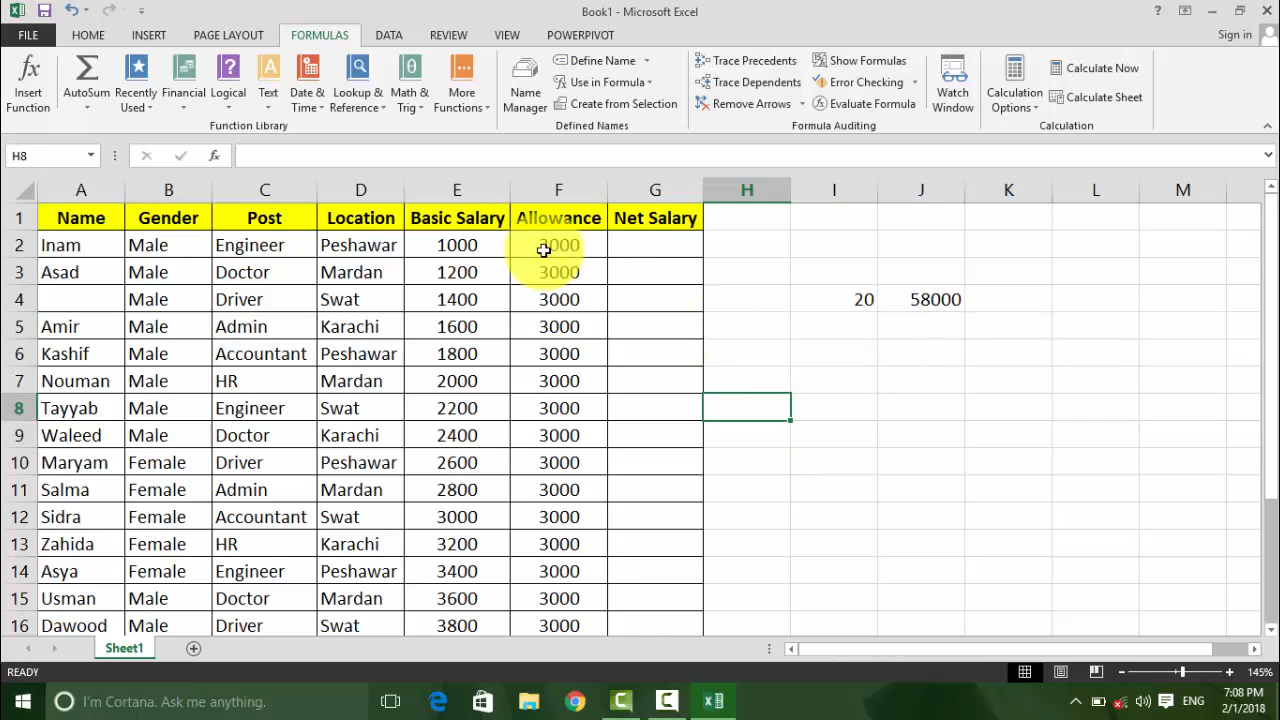 Book1 - Microsoft Excel
?
FILE HOME INSERT PAGE LAYOUT FORMULAS DATA REVIEW VIEW POWERPIVOT Sign in
Insert Function
AutoSum
Recently Used
Financial
Logical
Text
Date & Time
Lookup & Reference
Math & Trig
More Functions
Function Library
Name Manager
Define Name
Use in Formula
Create from Selection
Defined Names
Trace Precedents
Trace Dependents
Remove Arrows
Show Formulas
Error Checking
Evaluate Formula
Formula Auditing
Watch Window
Calculation Options
Calculate Now
Calculate Sheet
Calculation
H8 fx
A B C D E F G H I J K L M
1 Name Gender Post Location Basic Salary Allowance Net Salary
2 Inam Male Engineer Peshawar 1000 3000
3 Asad Male Doctor Mardan 1200 3000
4 Male Driver Swat 1400 3000 20 58000
5 Amir Male Admin Karachi 1600 3000
6 Kashif Male Accountant Peshawar 1800 3000
7 Nouman Male HR Mardan 2000 3000
8 Tayyab Male Engineer Swat 2200 3000
9 Waleed Male Doctor Karachi 2400 3000
10 Maryam Female Driver Peshawar 2600 3000
11 Salma Female Admin Mardan 2800 3000
12 Sidra Female Accountant Swat 3000 3000
13 Zahida Female HR Karachi 3200 3000
14 Asya Female Engineer Peshawar 3400 3000
15 Usman Male Doctor Mardan 3600 3000
16 Dawood Male Driver Swat 3800 3000
Sheet1
READY 145%
I'm Cortana. Ask me anything. ENG 7:08 PM
2/1/2018